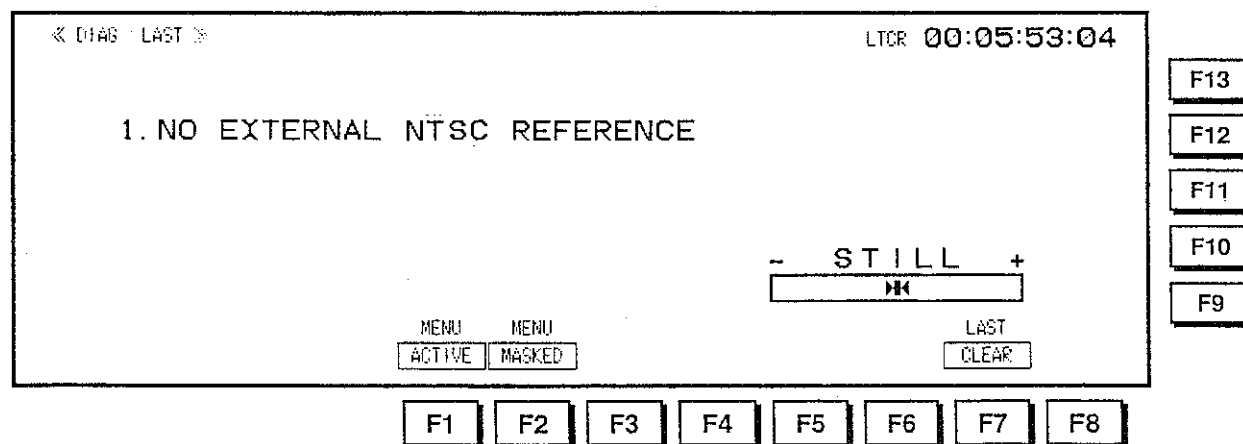 ≪ DIAG LAST ≫
LTCR 00:05:53:04
1. NO EXTERNAL NTSC REFERENCE
- STILL +
MENU MENU LAST
ACTIVE MASKED CLEAR
F13
F12
F11
F10
F9
F1 F2 F3 F4 F5 F6 F7 F8